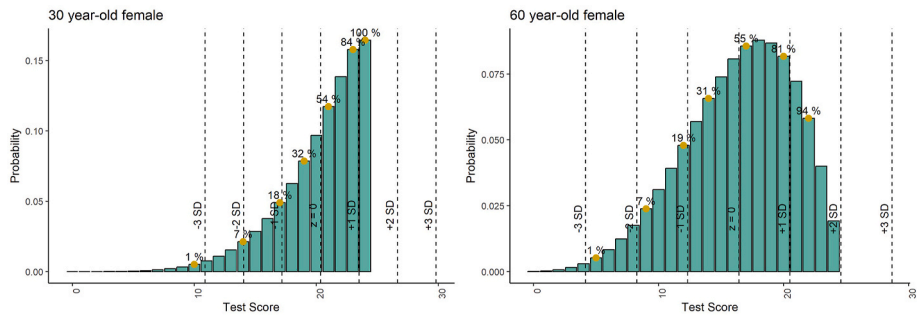 30 year-old female
Probability
0.15
0.10
0.05
0.00
1 %
7 %
18 %
32 %
54 %
84 %
100 %
-3 SD
-2 SD
-1 SD
z = 0
+1 SD
+2 SD
+3 SD
0
10
20
30
Test Score
60 year-old female
Probability
0.075
0.050
0.025
0.000
1 %
7 %
19 %
31 %
55 %
81 %
94 %
-3 SD
-2 SD
-1 SD
z = 0
+1 SD
+2 SD
+3 SD
0
10
20
30
Test Score